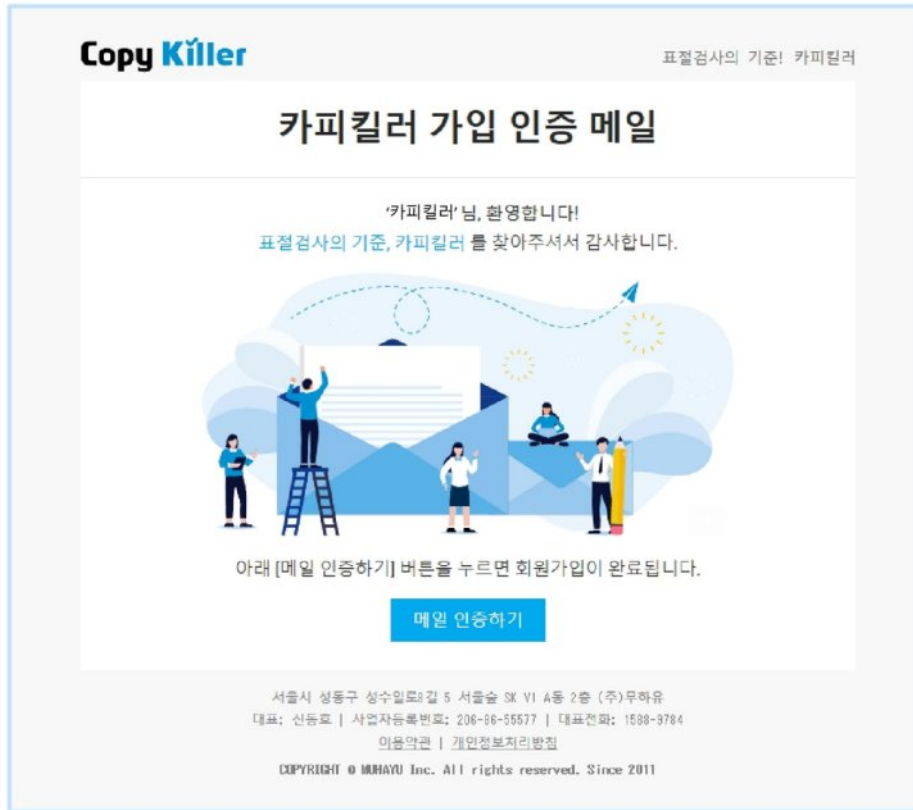 Copy Killer
표절검사의 기준! 카피킬러
카피킬러 가입 인증 메일
'카피킬러' 님, 환영합니다!
표절검사의 기준, 카피킬러 를 찾아주셔서 감사합니다.
아래 [메일 인증하기] 버튼을 누르면 회원가입이 완료됩니다.
메일 인증하기
서울시 성동구 성수일로8길 5 서울숲 SK V1 A동 2층 (주)무하유
대표: 신동호 | 사업자등록번호: 206-86-55577 | 대표전화: 1588-9784
이용약관 | 개인정보처리방침
COPYRIGHT © MUHAYU Inc. All rights reserved. Since 2011